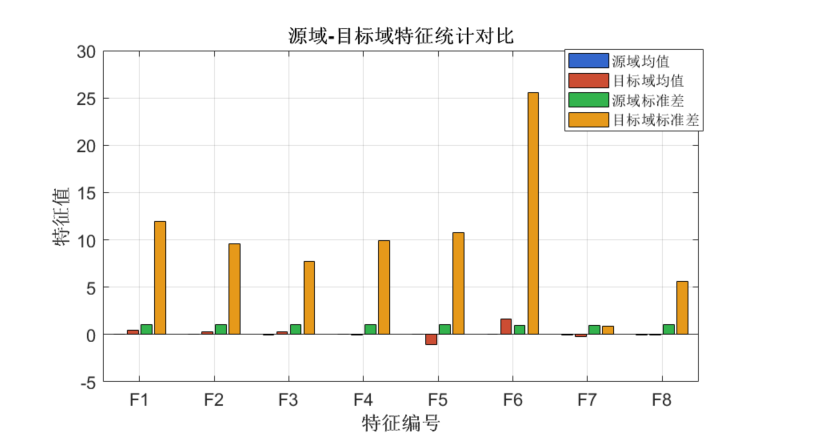 源域-目标域特征统计对比
源域均值
目标域均值
源域标准差
目标域标准差
特征值
30
25
20
15
10
5
0
-5
F1 F2 F3 F4 F5 F6 F7 F8
特征编号